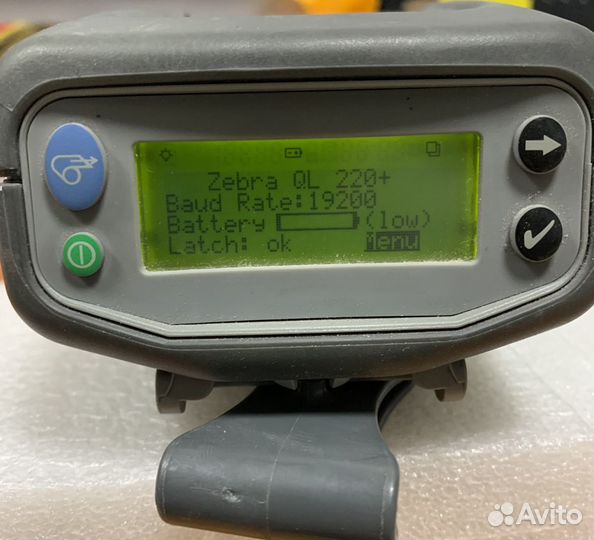 Zebra QL 220+
Baud Rate:19200
Battery (low)
Latch: ok Menu
Avito